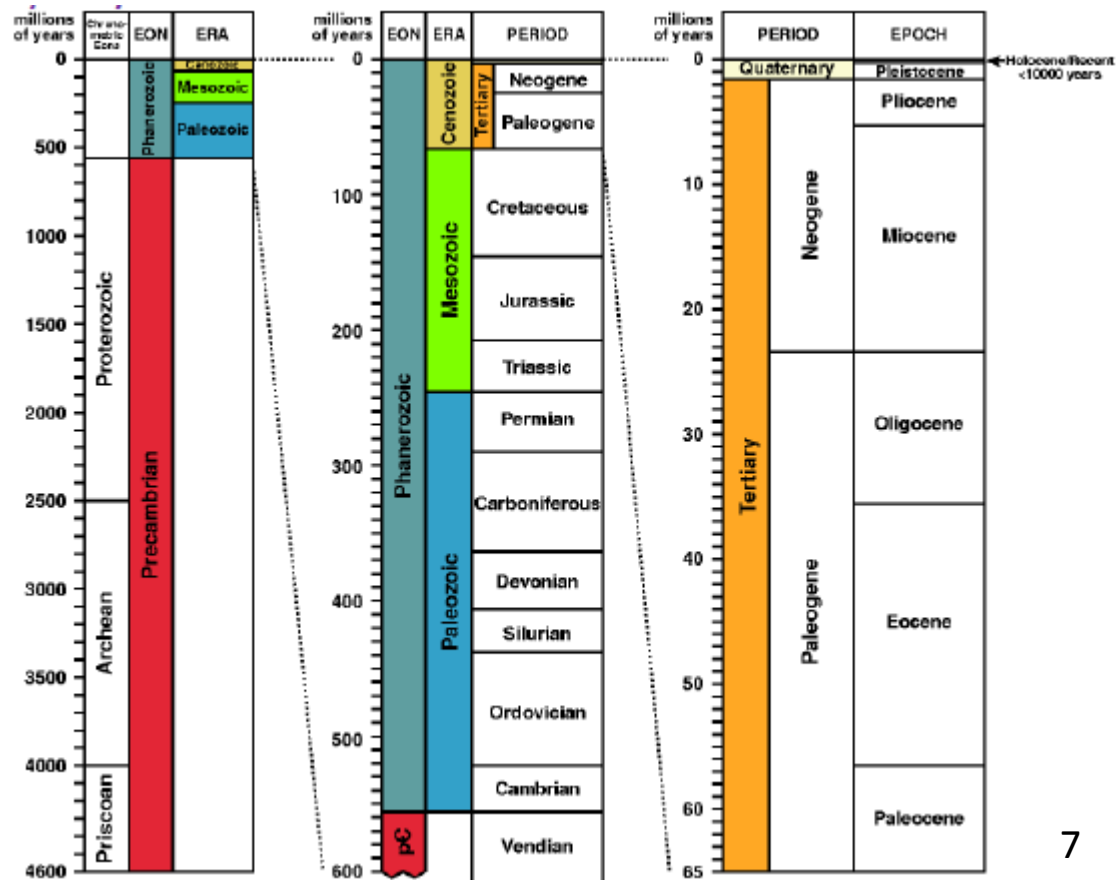 millions of years
Chrono-metric Eons
EON
ERA
0
500
1000
1500
2000
2500
3000
3500
4000
4600
Proterozoic
Archean
Priscoan
Phanerozoic
Precambrian
Cenozoic
Mesozoic
Paleozoic
millions of years
EON
ERA
PERIOD
0
100
200
300
400
500
600
Phanerozoic
p€
Cenozoic
Mesozoic
Paleozoic
Tertiary
Neogene
Paleogene
Cretaceous
Jurassic
Triassic
Permian
Carboniferous
Devonian
Silurian
Ordovician
Cambrian
Vendian
millions of years
PERIOD
EPOCH
0
10
20
30
40
50
60
65
Quaternary
Tertiary
Neogene
Paleogene
Pleistocene
Pliocene
Miocene
Oligocene
Eocene
Paleocene
Holocene/Recent
<10000 years
7